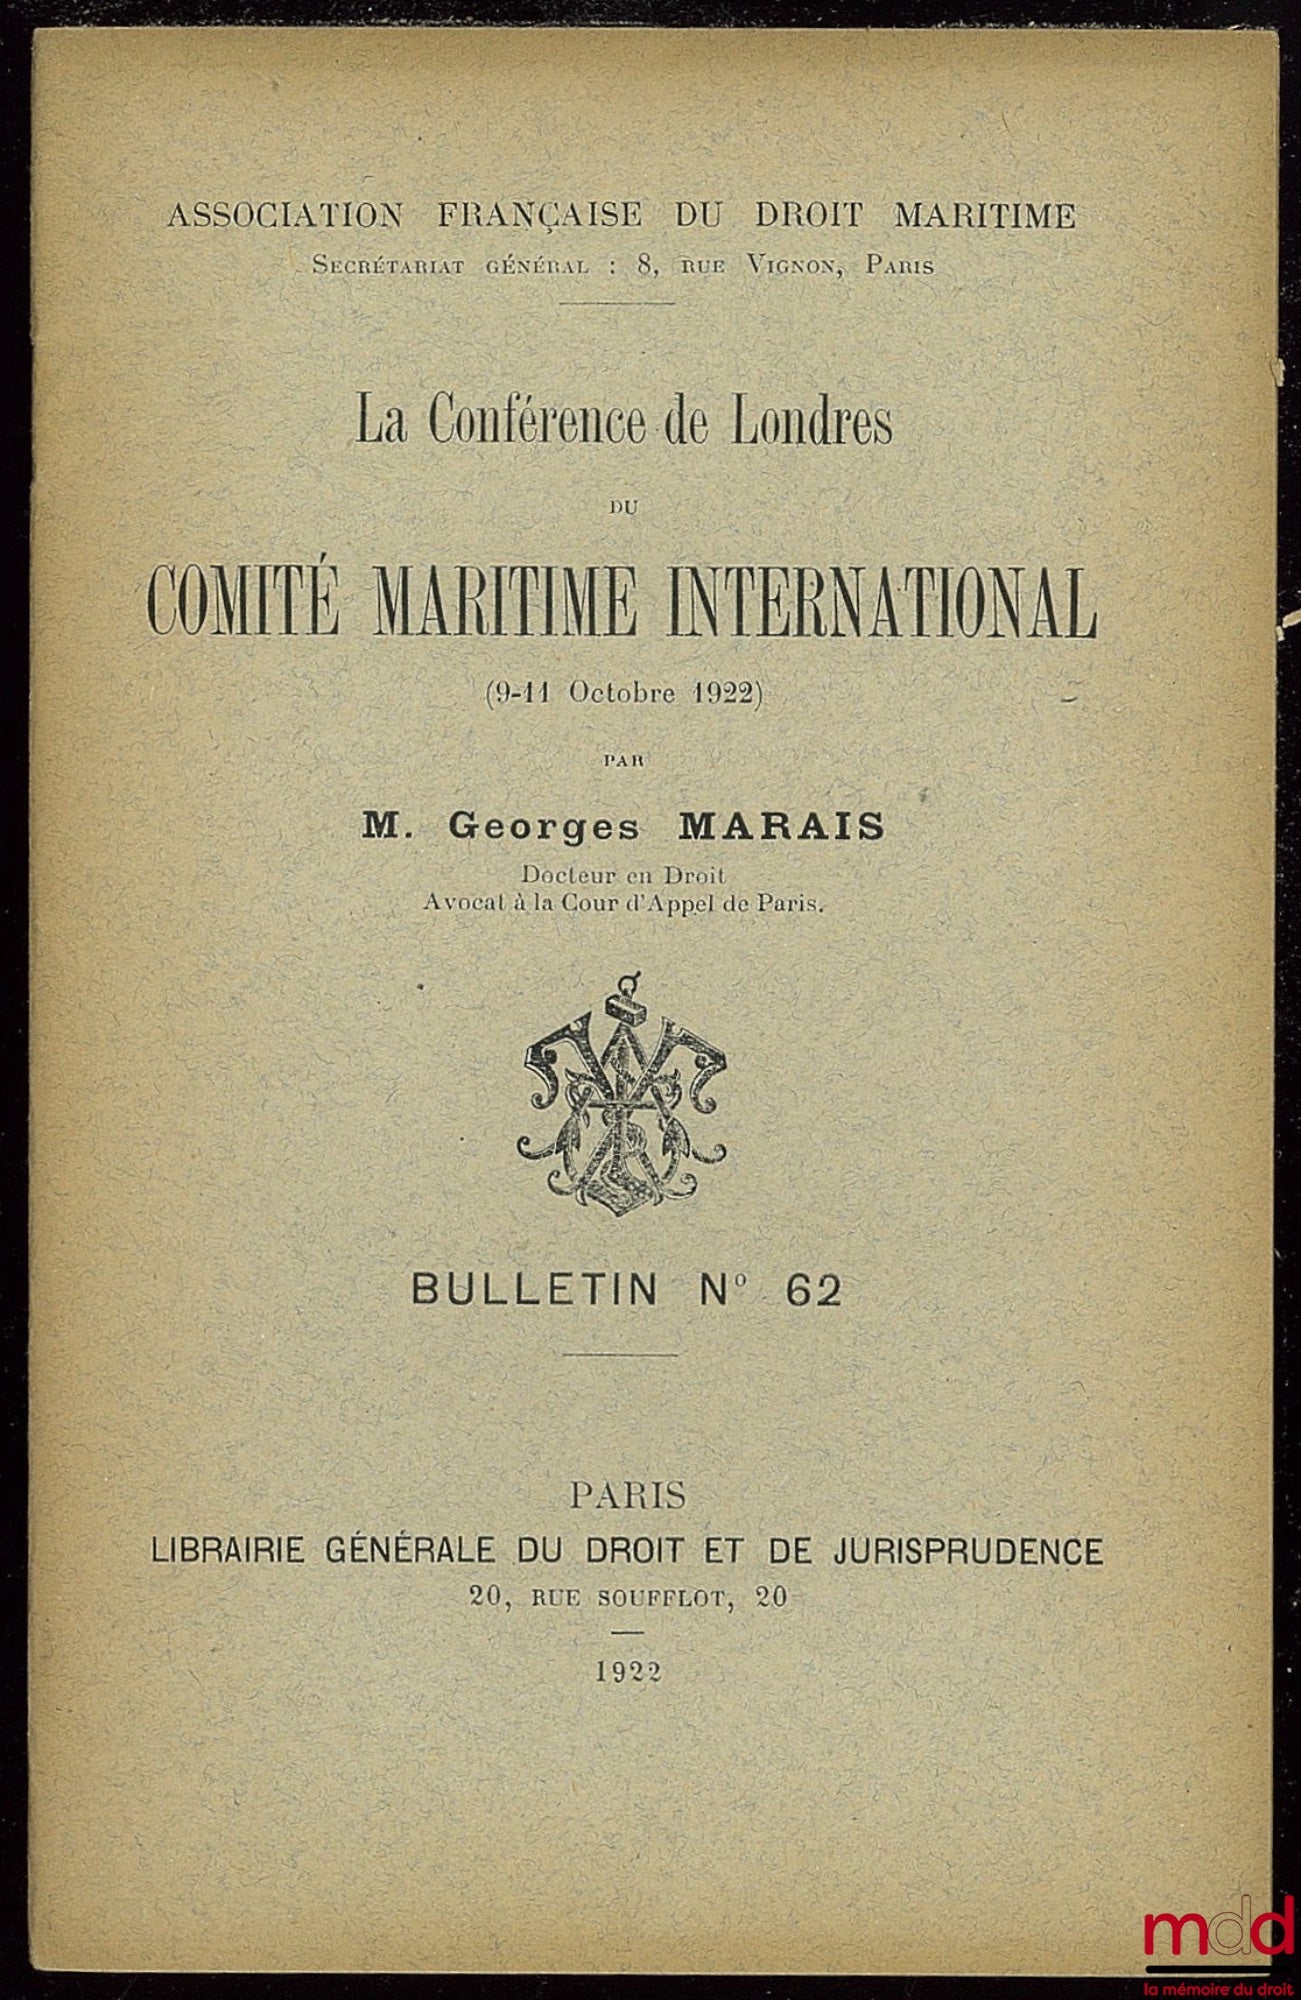 ASSOCIATION FRANÇAISE DU DROIT MARITIME
SECRÉTARIAT GÉNÉRAL : 8, RUE VIGNON, PARIS
La Conférence de Londres
DU
COMITÉ MARITIME INTERNATIONAL
(9-11 Octobre 1922)
PAR
M. Georges MARAIS
Docteur en Droit
Avocat à la Cour d'Appel de Paris.
BULLETIN Nº 62
PARIS
LIBRAIRIE GÉNÉRALE DU DROIT ET DE JURISPRUDENCE
20, RUE SOUFFLOT, 20
1922
mdd
la mémoire du droit